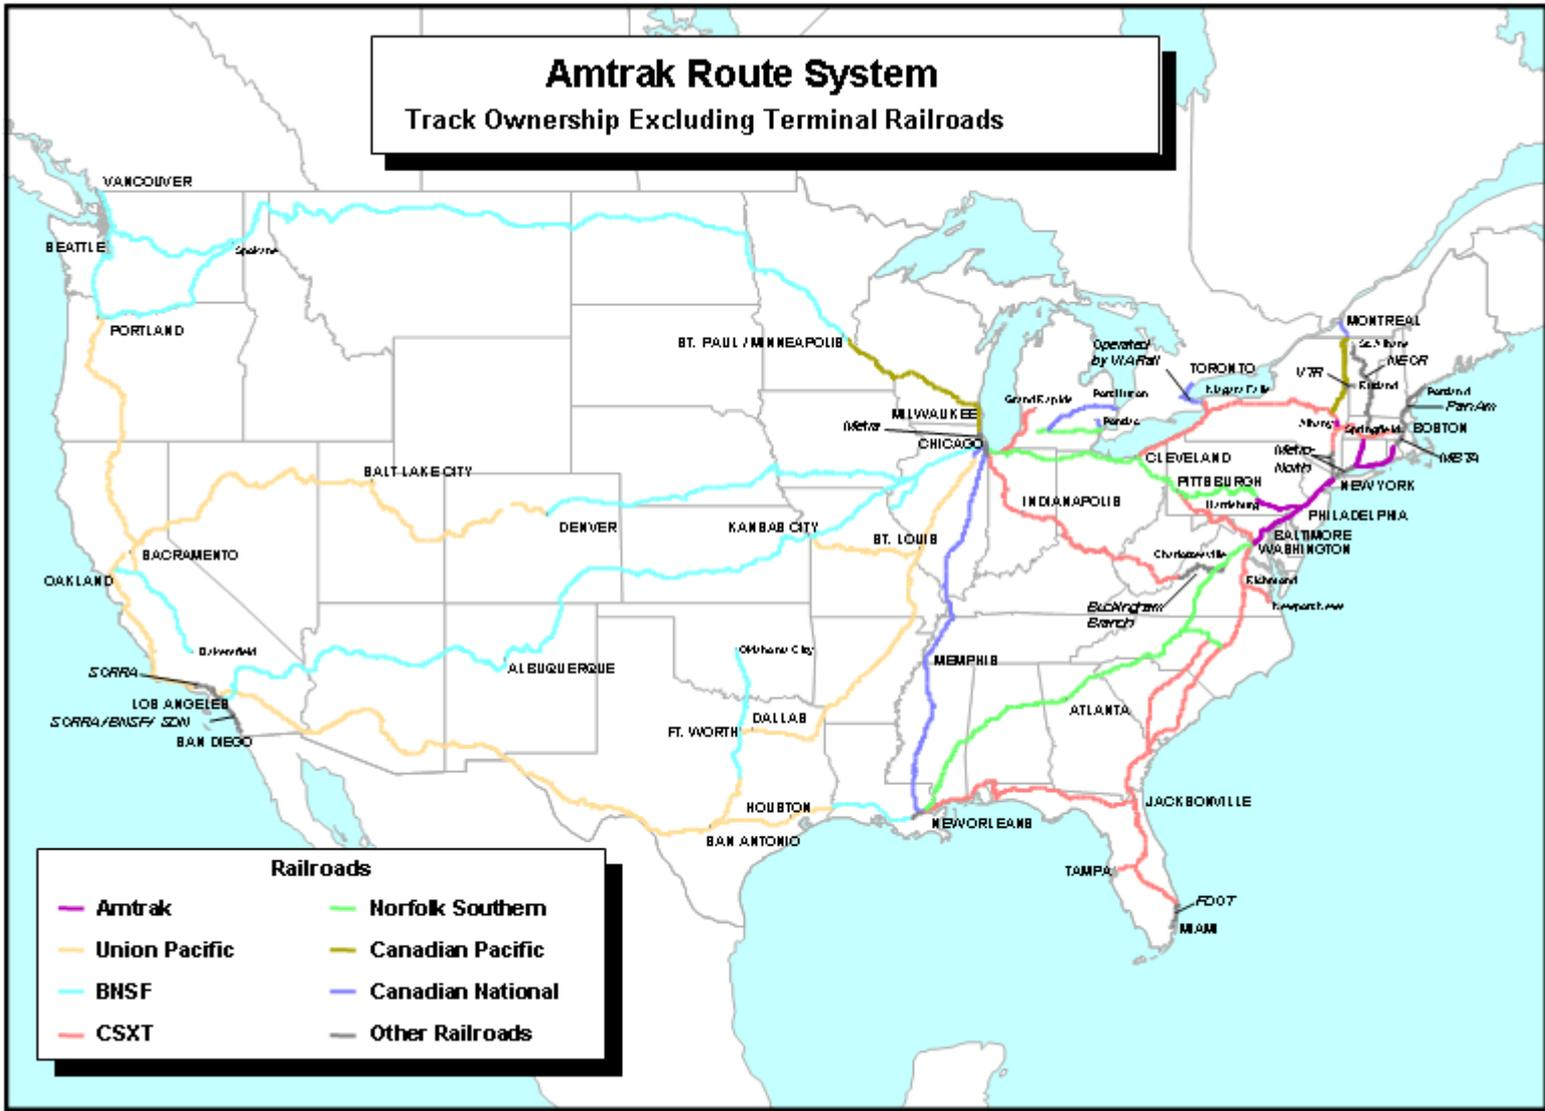 Amtrak Route System
Track Ownership Excluding Terminal Railroads
VANCOUVER
SEATTLE
Spokane
PORTLAND
ST. PAUL / MINNEAPOLIS
MILWAUKEE
Metra
CHICAGO
Grand Rapids
Operated
by VIA Rail
Port Huron
Pontiac
TORONTO
Niagara Falls
MONTREAL
St. Albans
NECR
VTR
Rutland
Portland
PanAm
Albany
Springfield
BOSTON
MBTA
Metro-
North
NEW YORK
CLEVELAND
PITTSBURGH
Harrisburg
PHILADELPHIA
BALTIMORE
WASHINGTON
INDIANAPOLIS
Charlottesville
Richmond
Newport News
Buckingham
Branch
SALT LAKE CITY
DENVER
KANSAS CITY
ST. LOUIS
SACRAMENTO
OAKLAND
Bakersfield
SCRRA
LOS ANGELES
SCRRA/BNSF/ SDN
SAN DIEGO
ALBUQUERQUE
Oklahoma City
MEMPHIS
ATLANTA
DALLAS
FT. WORTH
HOUSTON
SAN ANTONIO
NEW ORLEANS
JACKSONVILLE
TAMPA
FDOT
MIAMI
Railroads
Amtrak
Union Pacific
BNSF
CSXT
Norfolk Southern
Canadian Pacific
Canadian National
Other Railroads